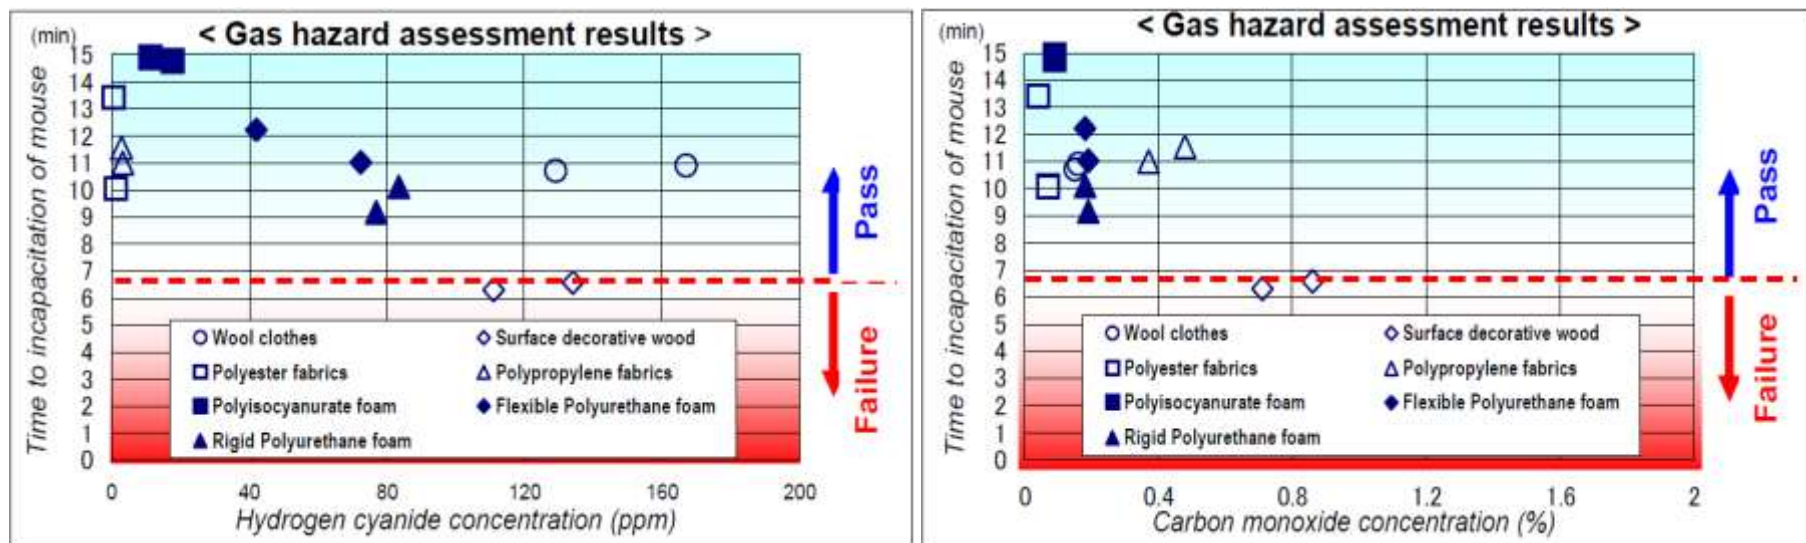 < Gas hazard assessment results >
(min)
15
14
13
12
11
10
9
8
7
6
5
4
3
2
1
0
Time to incapacitation of mouse
Pass
Failure
Wool clothes
Surface decorative wood
Polyester fabrics
Polypropylene fabrics
Polyisocyanurate foam
Flexible Polyurethane foam
Rigid Polyurethane foam
0 40 80 120 160 200
Hydrogen cyanide concentration (ppm)
< Gas hazard assessment results >
(min)
15
14
13
12
11
10
9
8
7
6
5
4
3
2
1
0
Time to incapacitation of mouse
Pass
Failure
Wool clothes
Surface decorative wood
Polyester fabrics
Polypropylene fabrics
Polyisocyanurate foam
Flexible Polyurethane foam
Rigid Polyurethane foam
0 0.4 0.8 1.2 1.6 2
Carbon monoxide concentration (%)